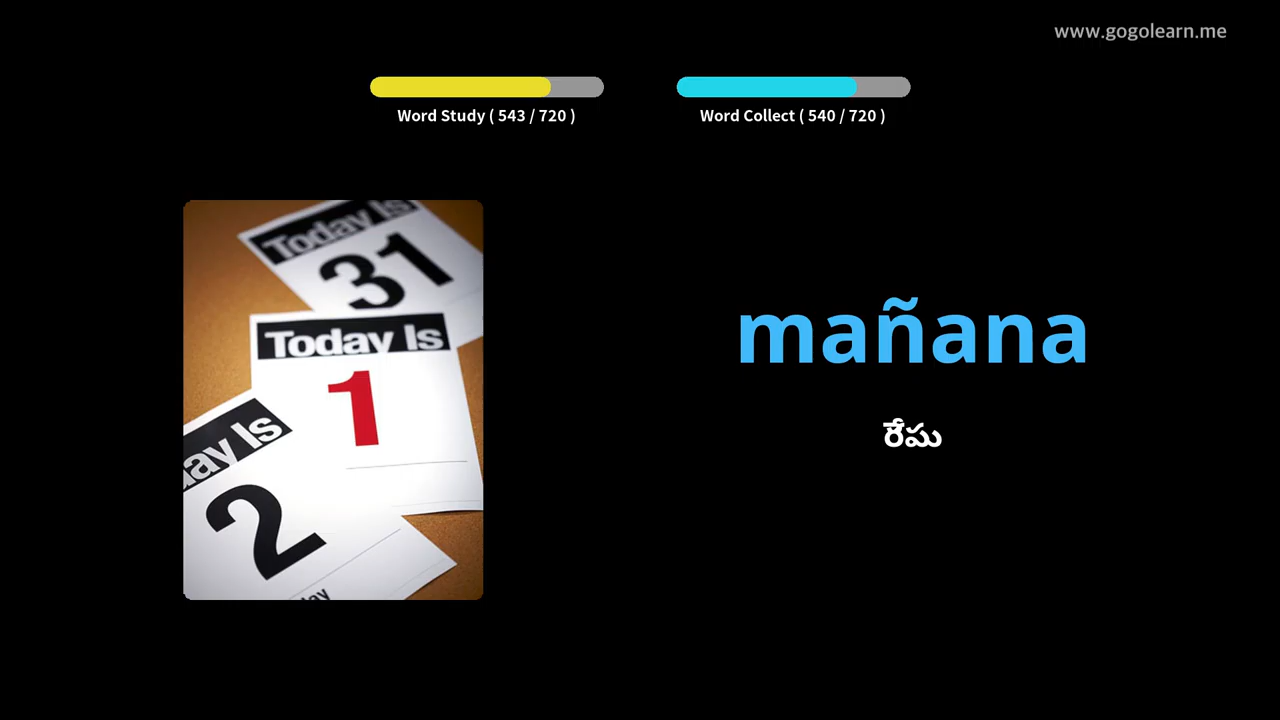 www.gogolearn.me
Word Study ( 543 / 720 )
Word Collect ( 540 / 720 )
Today Is
31
Today Is
1
ay Is
2
mañana
రేపు